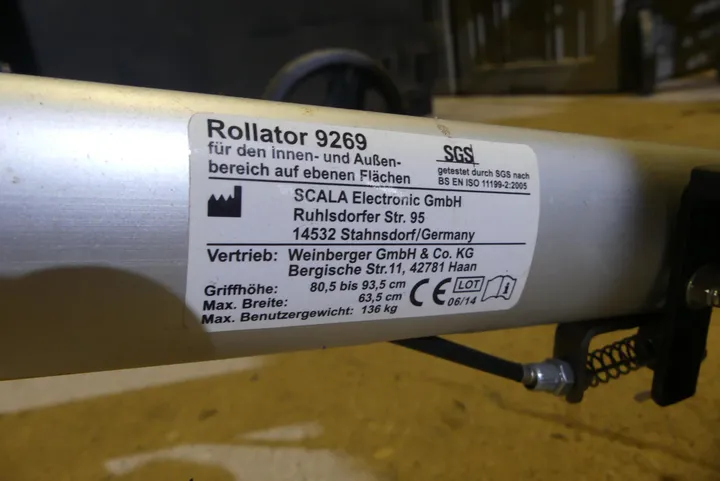 Rollator 9269
für den Innen- und Außen-
bereich auf ebenen Flächen
SGS
getestet durch SGS nach
BS EN ISO 11199-2:2005
SCALA Electronic GmbH
Ruhlsdorfer Str. 95
14532 Stahnsdorf/Germany
Vertrieb: Weinberger GmbH & Co. KG
Bergische Str.11, 42781 Haan
Griffhöhe: 80,5 bis 93,5 cm
Max. Breite: 63,5 cm
Max. Benutzergewicht: 136 kg
CE
LOT
06/14